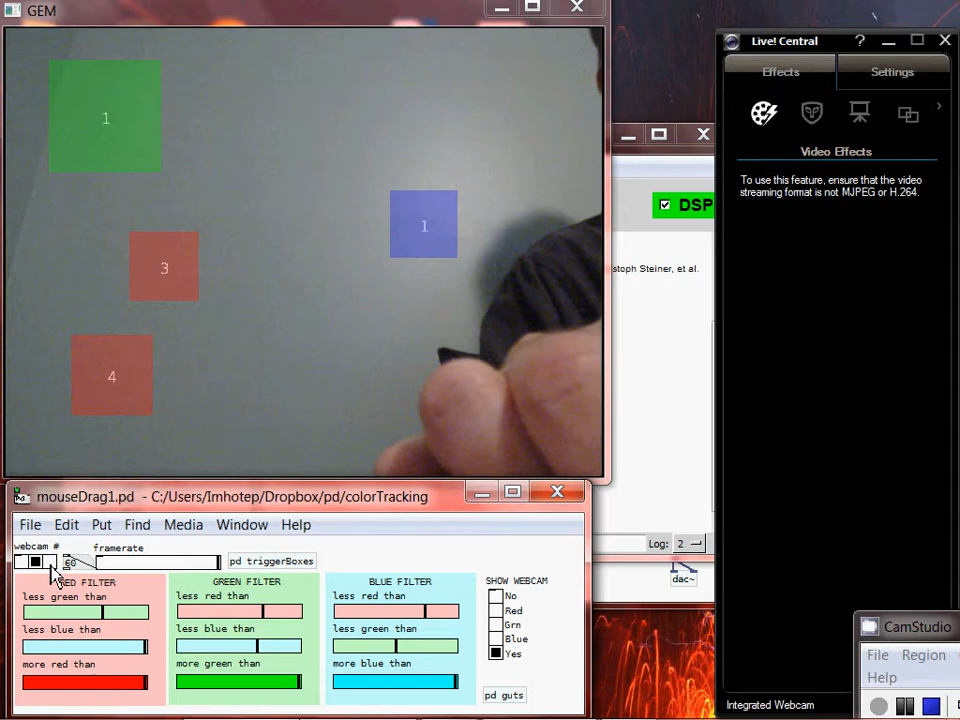 GEM
1
1
3
4
DSP
stoph Steiner, et al.
Log: 2
dac~
Live! Central ?
Effects Settings
Video Effects
To use this feature, ensure that the video
streaming format is not MJPEG or H.264.
Integrated Webcam
mouseDrag1.pd - C:/Users/Imhotep/Dropbox/pd/colorTracking
File Edit Put Find Media Window Help
webcam # framerate
60 pd triggerBoxes
RED FILTER
less green than
less blue than
more red than
GREEN FILTER
less red than
less blue than
more green than
BLUE FILTER
less red than
less green than
more blue than
SHOW WEBCAM
No
Red
Grn
Blue
Yes
pd guts
CamStudio
File Region
Help